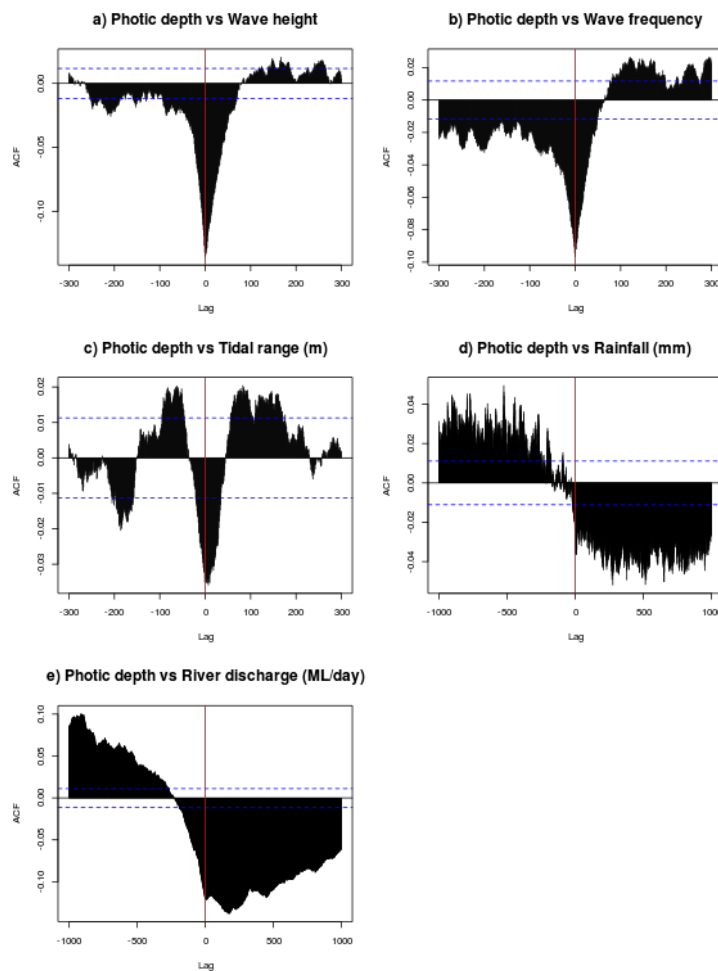 a) Photic depth vs Wave height
ACF
0.00
-0.05
-0.10
-300 -200 -100 0 100 200 300
Lag
b) Photic depth vs Wave frequency
ACF
0.02
0.00
-0.02
-0.04
-0.06
-0.08
-0.10
-300 -200 -100 0 100 200 300
Lag
c) Photic depth vs Tidal range (m)
ACF
0.02
0.01
0.00
-0.01
-0.03
-300 -200 -100 0 100 200 300
Lag
d) Photic depth vs Rainfall (mm)
ACF
0.04
0.02
0.00
-0.02
-0.04
-1000 -500 0 500 1000
Lag
e) Photic depth vs River discharge (ML/day)
ACF
0.10
0.05
0.00
-0.05
-0.10
-1000 -500 0 500 1000
Lag